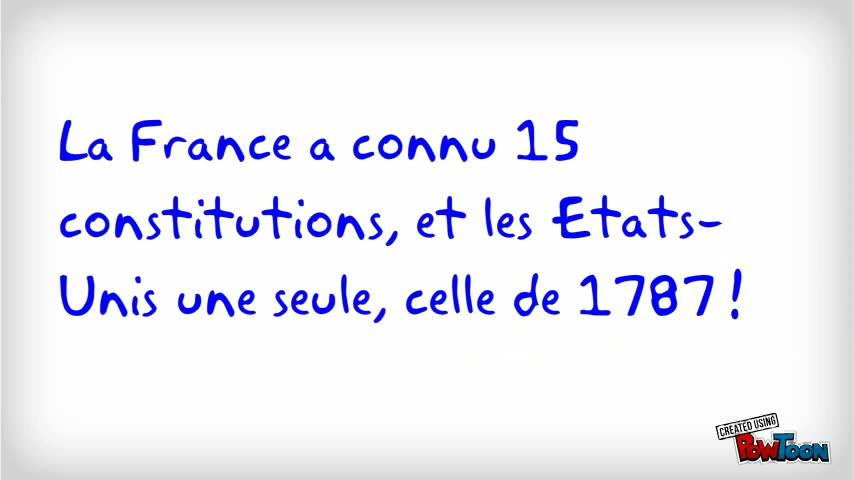 La France a connu 15
constitutions, et les Etats-
Unis une seule, celle de 1787 !
CREATED USING
POWTOON